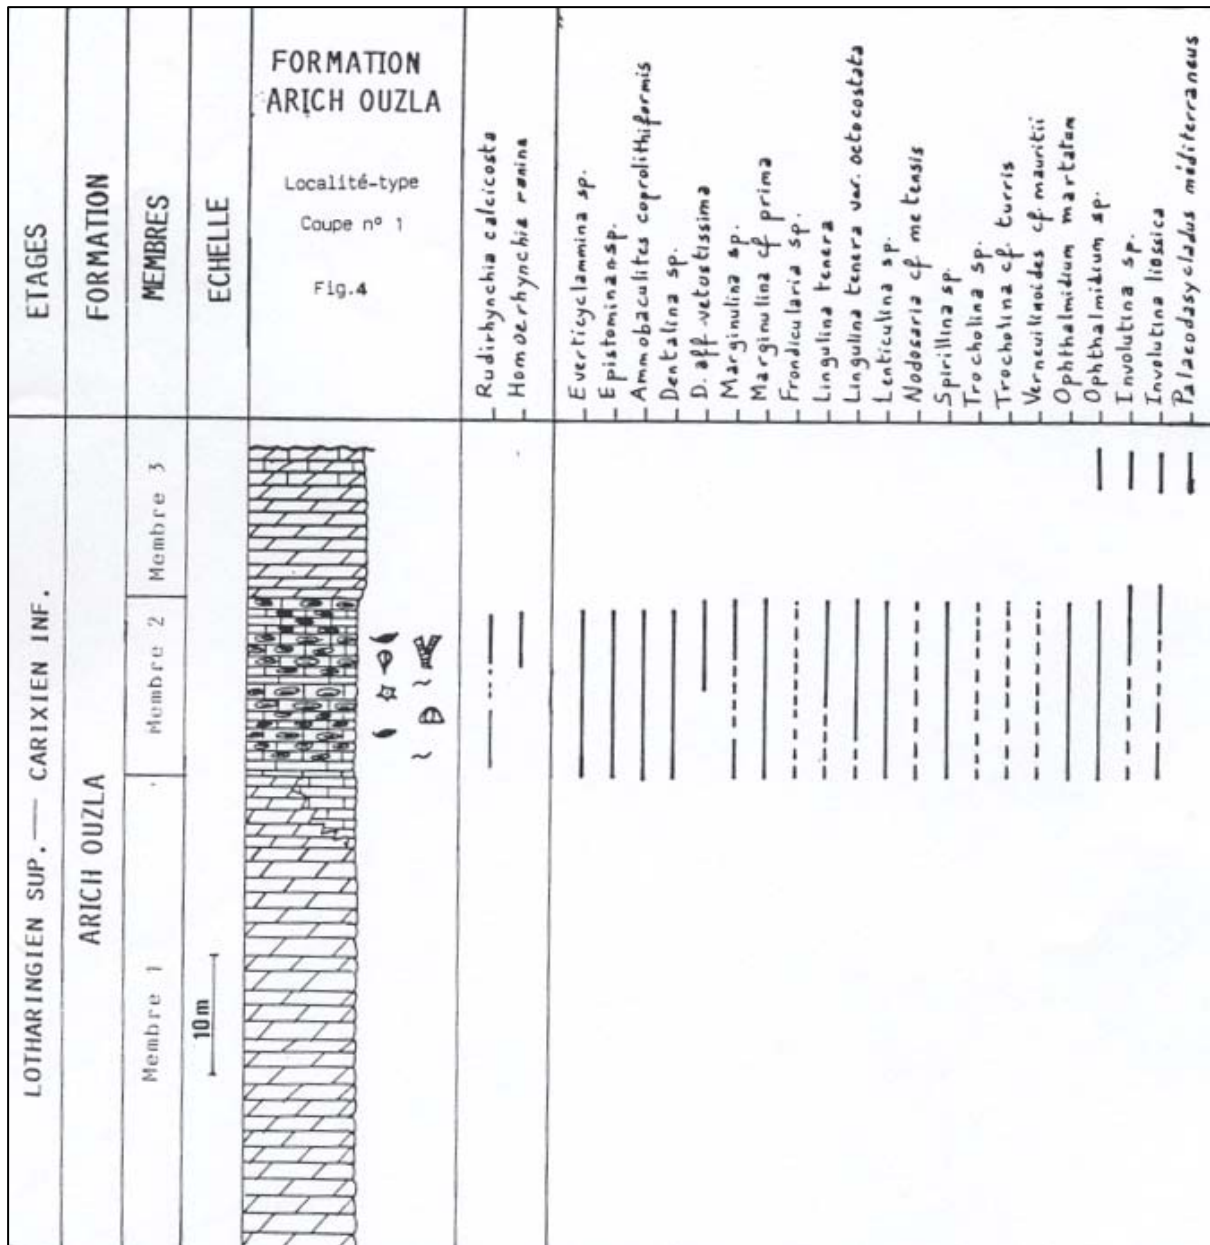 ETAGES
FORMATION
MEMBRES
ECHELLE
FORMATION
ARICH OUZLA
Localité-type
Coupe nº 1
Fig.4
Rudirhynchia calcicosta
Homoerhynchia ranina
Everticyclammina sp.
Epistomina sp.
Ammobaculites coprolithiformis
Dentalina sp.
D. aff. vetustissima
Marginulina sp.
Marginulina cf prima
Frondicularia sp.
Lingulina tenera
Lingulina tenera var. octocostata
Lenticulina sp.
Nodosaria cf metensis
Spirillina sp.
Trocholina sp.
Trocholina cf turris
Verneuilinoides cf mauritii
Ophthalmidium martatum
Ophthalmidium sp.
Involutina sp.
Involutina liassica
Palaeodasycladus méditerraneus
LOTHARINGIEN SUP. — CARIXIEN INF.
ARICH OUZLA
Membre 3
Membre 2
Membre 1
10m